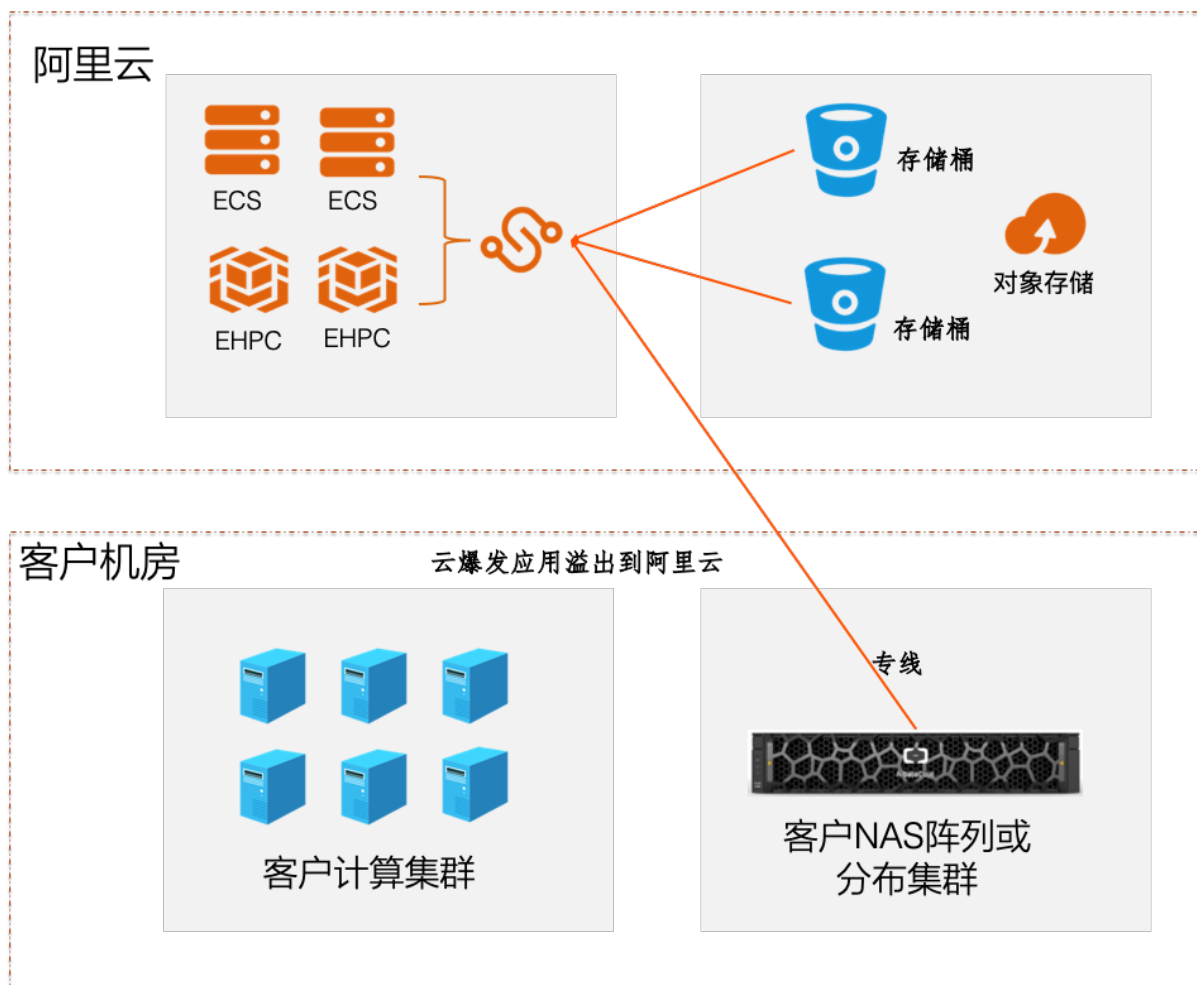 阿里云
ECS
ECS
EHPC
EHPC
存储桶
对象存储
存储桶
客户机房
云爆发应用溢出到阿里云
专线
客户计算集群
客户NAS阵列或
分布集群